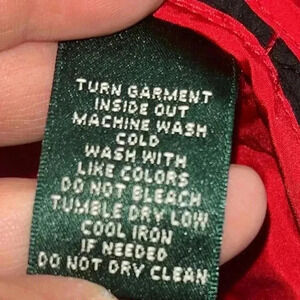 TURN GARMENT
INSIDE OUT
MACHINE WASH
COLD
WASH WITH
LIKE COLORS
DO NOT BLEACH
TUMBLE DRY LOW
COOL IRON
IF NEEDED
DO NOT DRY CLEAN